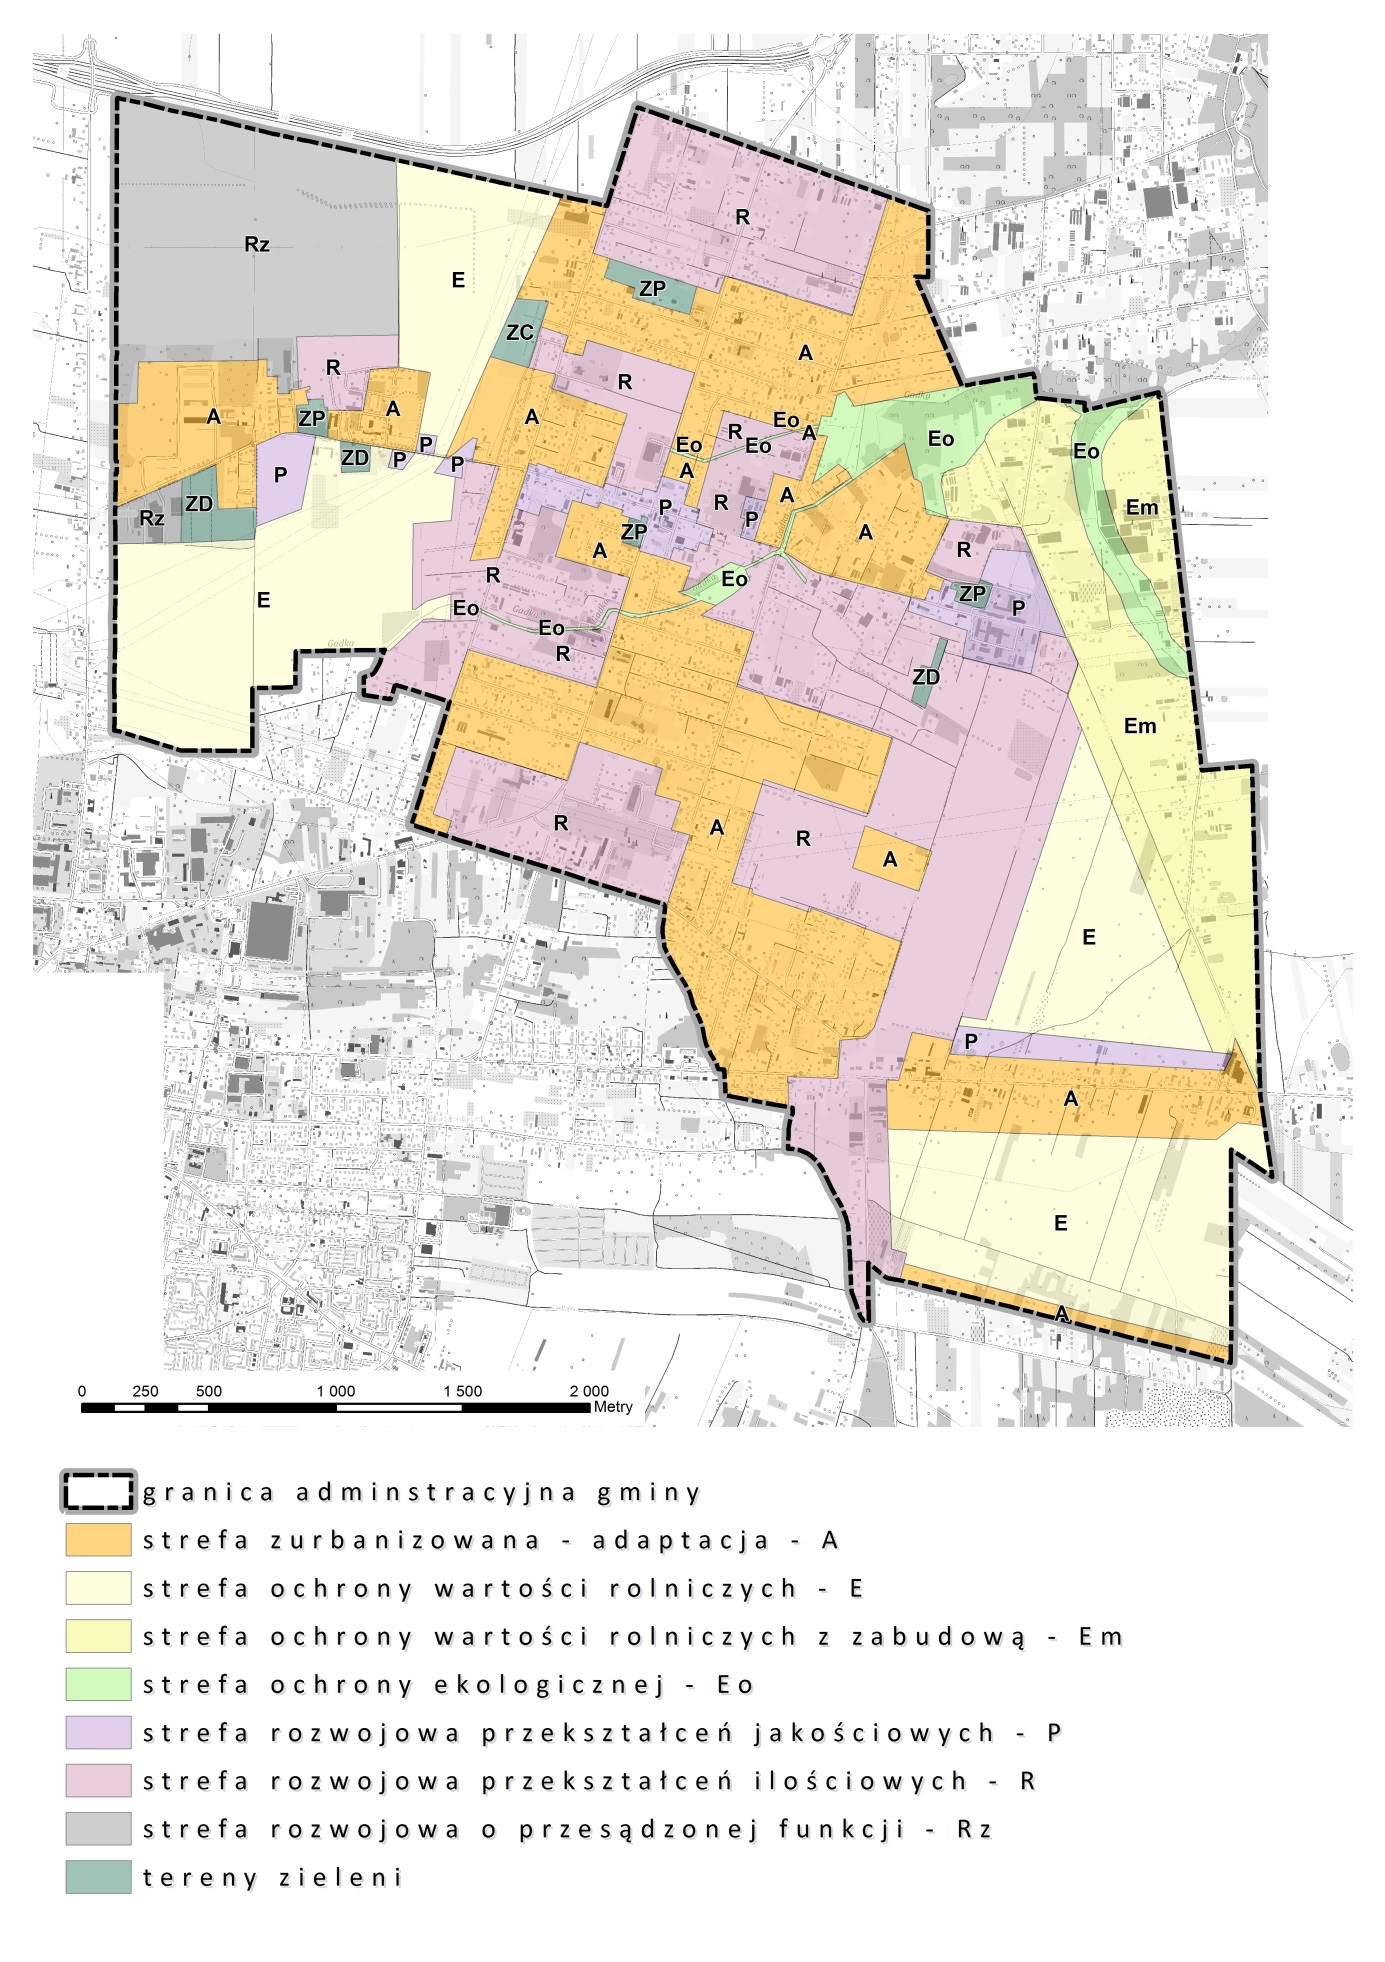 R
Rz
E
ZP
ZC
A
R
R
A
A
ZP
A
Gadka
Eo
A
R
Eo
Eo
Eo
P
ZD
P
P
P
A
Eo
ZD
Rz
R
P
P
A
Em
ZP
A
A
R
R
Eo
ZP
P
E
Eo
Gadka
Eo
Gadka
R
ZD
Em
R
A
R
A
E
P
A
E
A
0 250 500 1 000 1 500 2 000
Metry
granica adminstracyjna gminy
strefa zurbanizowana - adaptacja - A
strefa ochrony wartości rolniczych - E
strefa ochrony wartości rolniczych z zabudową - Em
strefa ochrony ekologicznej - Eo
strefa rozwojowa przekształceń jakościowych - P
strefa rozwojowa przekształceń ilościowych - R
strefa rozwojowa o przesądzonej funkcji - Rz
tereny zieleni